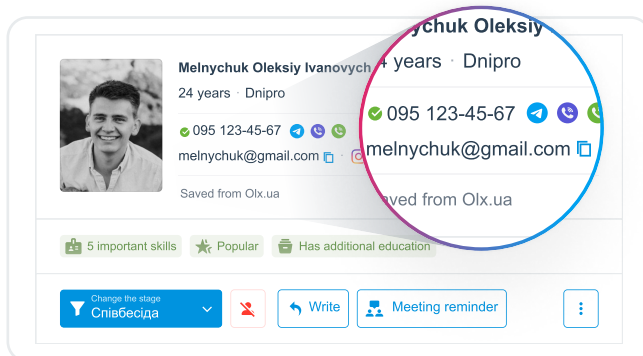 Melnychuk Oleksiy Ivanovych
24 years · Dnipro
095 123-45-67
melnychuk@gmail.com ·
Saved from Olx.ua
ychuk Oleksiy
4 years · Dnipro
095 123-45-67
melnychuk@gmail.com
aved from Olx.ua
5 important skills
Popular
Has additional education
Change the stage
Співбесіда
Write
Meeting reminder